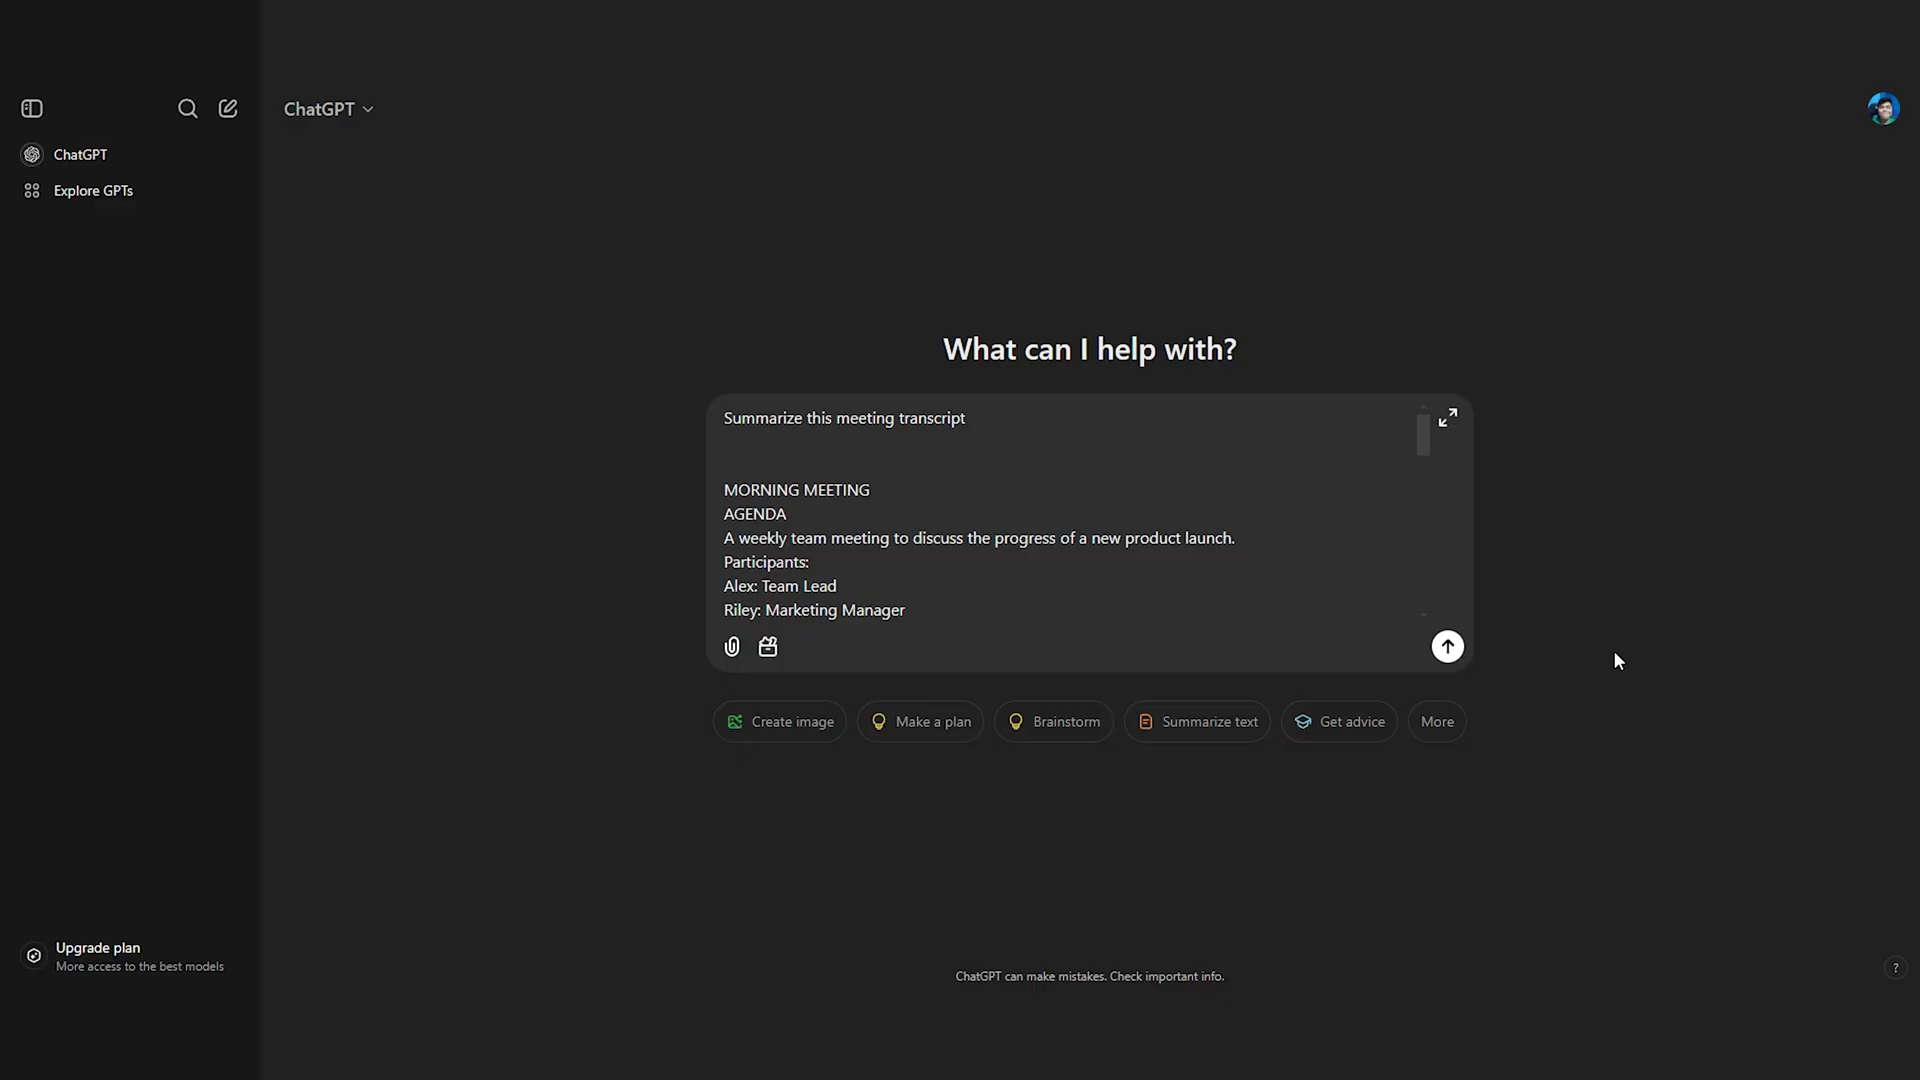 ChatGPT
Explore GPTs
Upgrade plan
More access to the best models
ChatGPT
What can I help with?
Summarize this meeting transcript
MORNING MEETING
AGENDA
A weekly team meeting to discuss the progress of a new product launch.
Participants:
Alex: Team Lead
Riley: Marketing Manager
Create image
Make a plan
Brainstorm
Summarize text
Get advice
More
ChatGPT can make mistakes. Check important info.
?